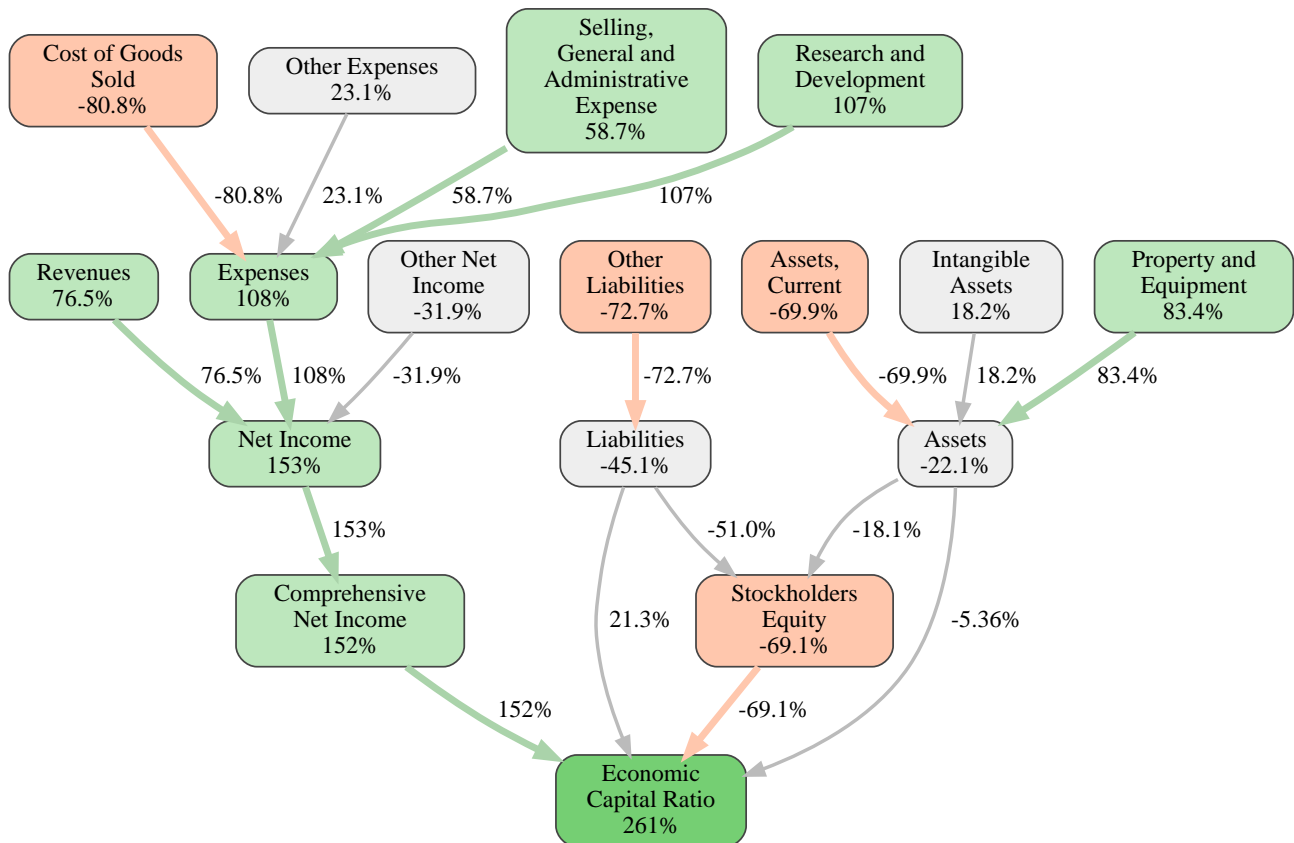 Cost of Goods
Sold
-80.8%
Other Expenses
23.1%
Selling,
General and
Administrative
Expense
58.7%
Research and
Development
107%
-80.8%
23.1%
58.7%
107%
Revenues
76.5%
Expenses
108%
Other Net
Income
-31.9%
Other
Liabilities
-72.7%
Assets,
Current
-69.9%
Intangible
Assets
18.2%
Property and
Equipment
83.4%
76.5%
108%
-31.9%
-72.7%
-69.9%
18.2%
83.4%
Net Income
153%
Liabilities
-45.1%
Assets
-22.1%
153%
-51.0%
-18.1%
Comprehensive
Net Income
152%
21.3%
Stockholders
Equity
-69.1%
-5.36%
152%
-69.1%
Economic
Capital Ratio
261%